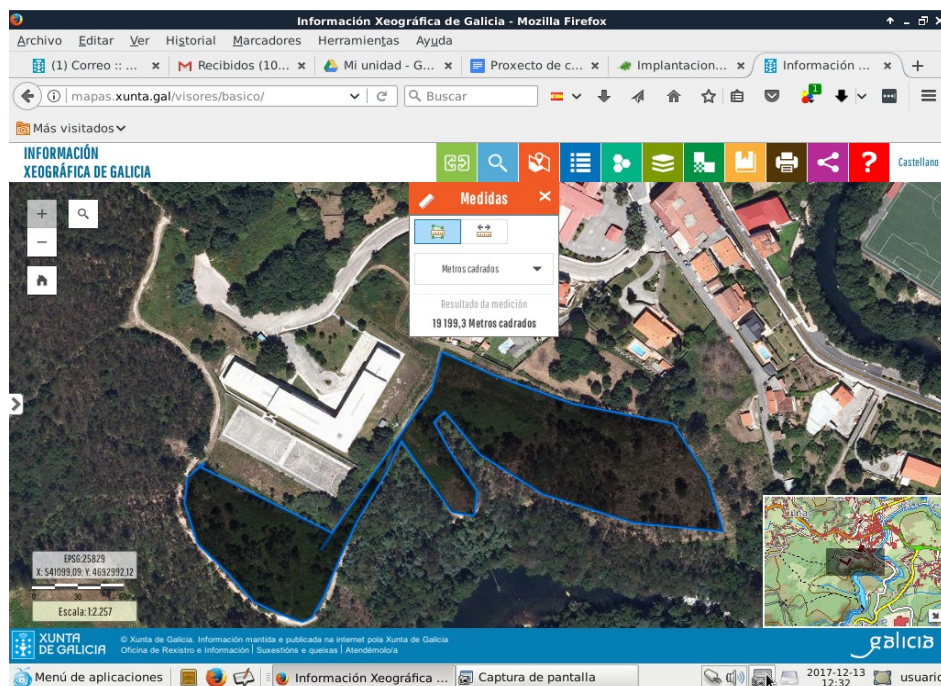 Información Xeográfica de Galicia - Mozilla Firefox
Archivo Editar Ver Historial Marcadores Herramientas Ayuda
(1) Correo :: ... Recibidos (10... Mi unidad - G... Proxecto de c... Implantacion... Información ...
mapas.xunta.gal/visores/basico/ Buscar 1
Más visitados
INFORMACIÓN
XEOGRÁFICA DE GALICIA
Castellano
Medidas
Metros cadrados
Resultado da medición
19 199,3 Metros cadrados
EPSG:25829
X: 541099,09; Y: 4692992,12
0 30 60m
Escala: 1:2.257
XUNTA
DE GALICIA
© Xunta de Galicia. Información mantida e publicada na internet pola Xunta de Galicia
Oficina de Rexistro e Información | Suxestións e queixas | Atendémolo/a
galicia
Menú de aplicaciones Información Xeográfica ... Captura de pantalla 2017-12-13
12:32 usuario